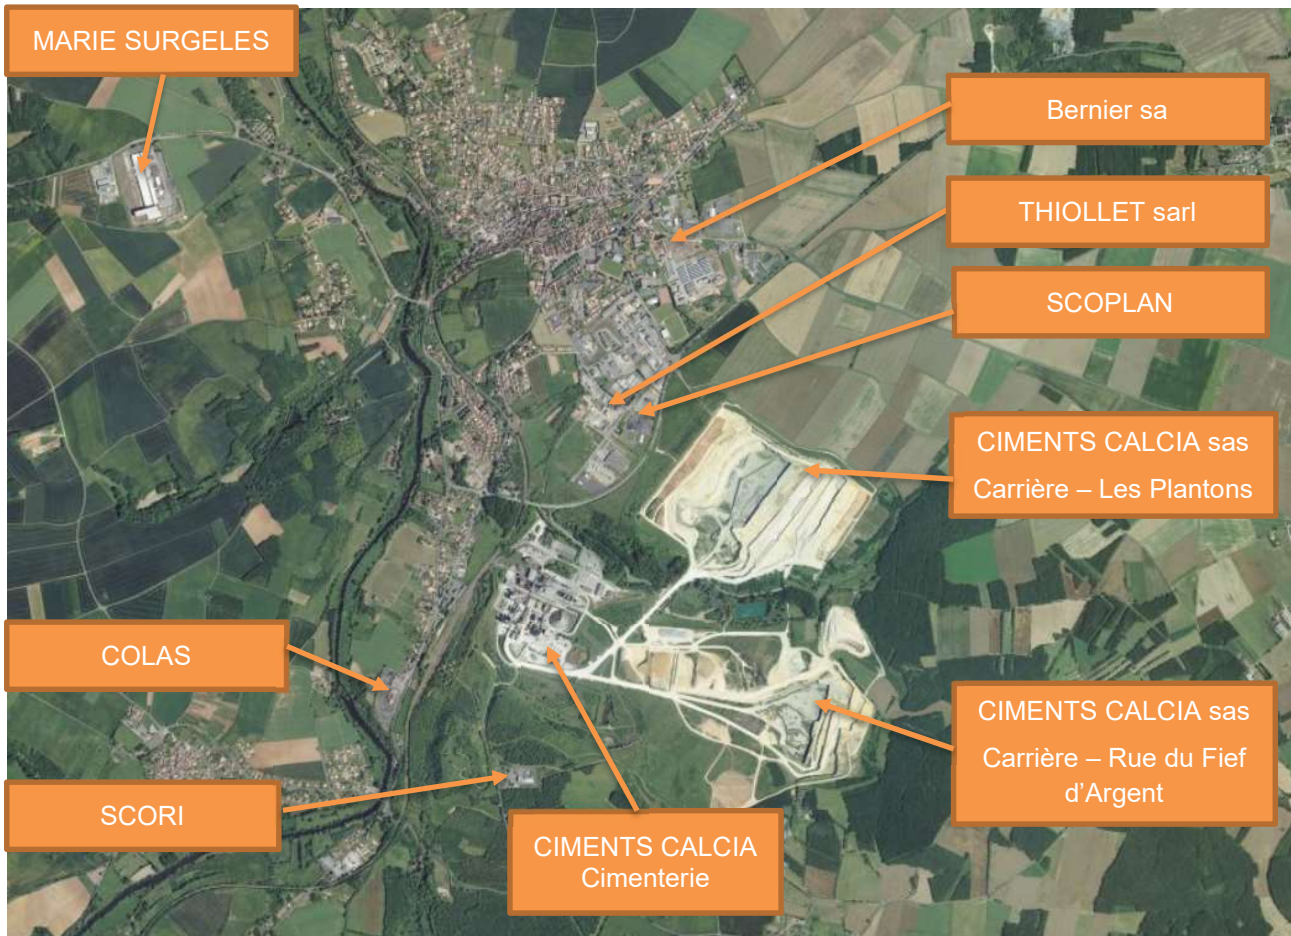 MARIE SURGELES
Bernier sa
THIOLLET sarl
SCOPLAN
CIMENTS CALCIA sas
Carrière – Les Plantons
COLAS
CIMENTS CALCIA sas
Carrière – Rue du Fief
d’Argent
SCORI
CIMENTS CALCIA
Cimenterie